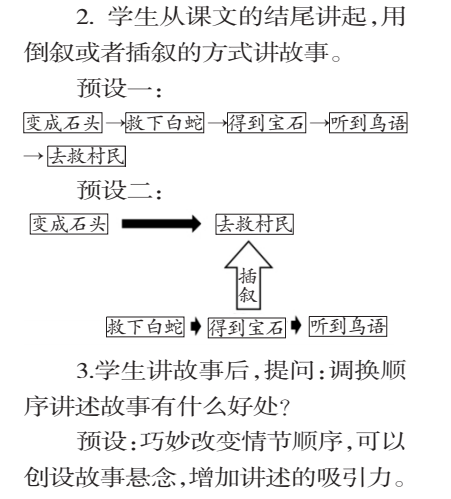 2. 学生从课文的结尾讲起,用
倒叙或者插叙的方式讲故事。
预设一:
变成石头→救下白蛇→得到宝石→听到鸟语
→去救村民
预设二:
变成石头 去救村民
插
叙
救下白蛇 得到宝石 听到鸟语
3.学生讲故事后,提问:调换顺
序讲述故事有什么好处?
预设:巧妙改变情节顺序,可以
创设故事悬念,增加讲述的吸引力。